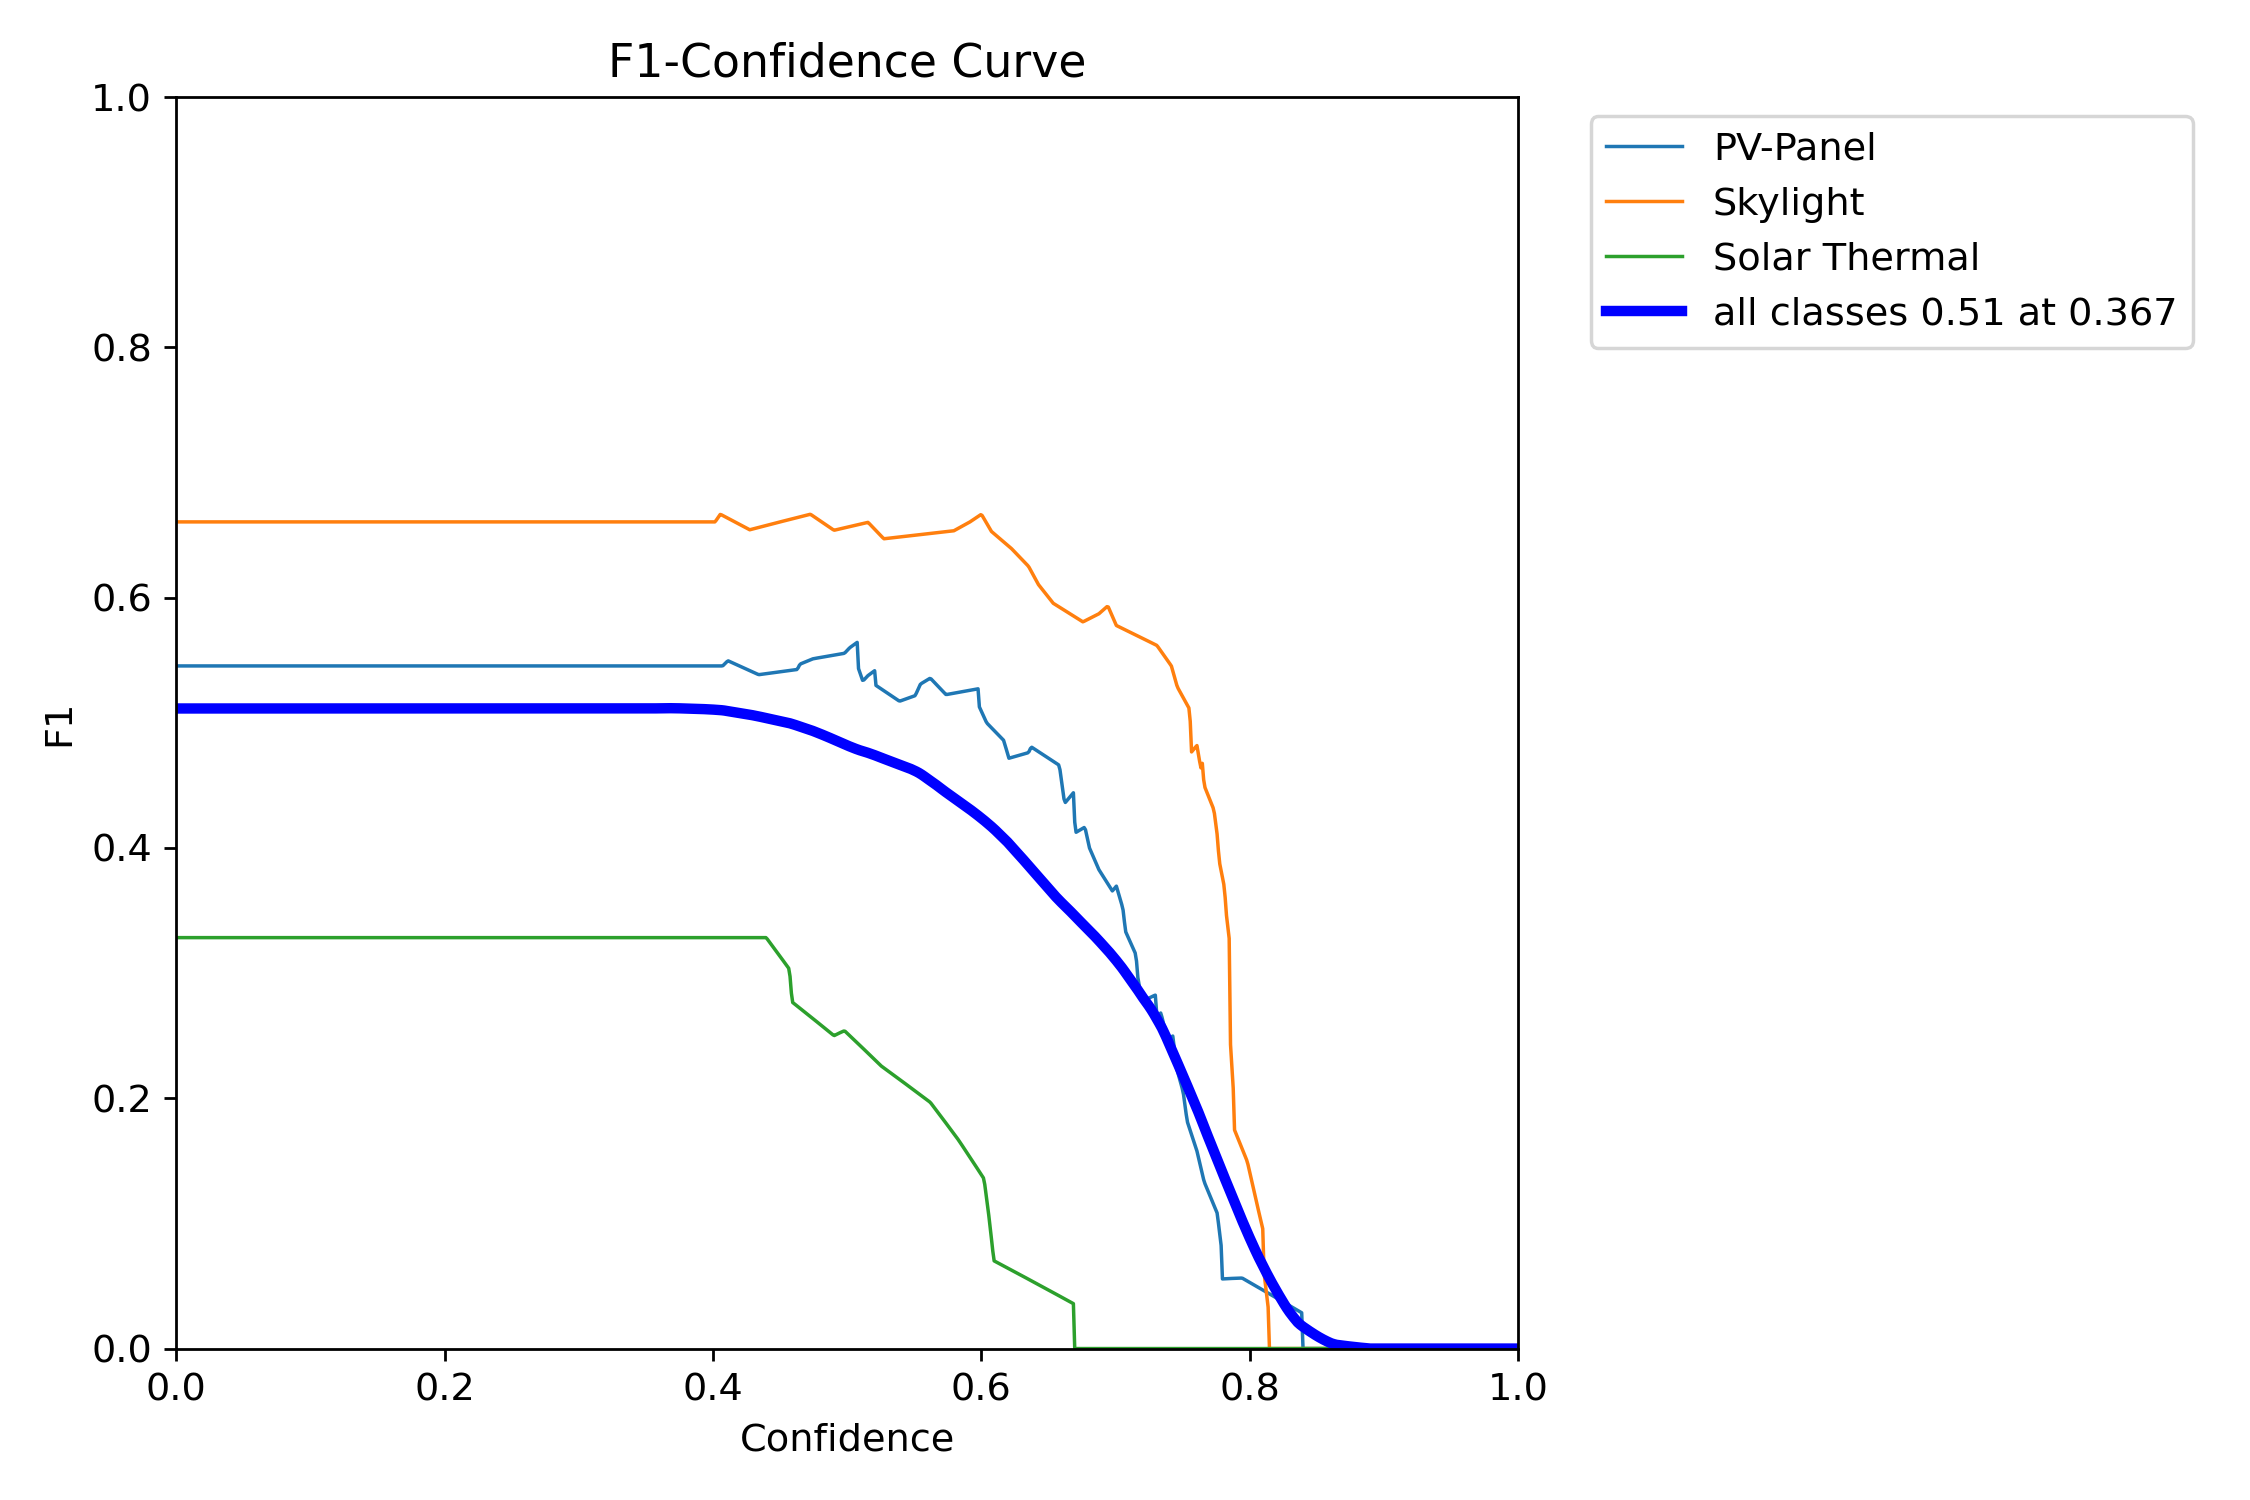 F1-Confidence Curve
1.0
0.8
0.6
0.4
0.2
0.0
F1
0.0 0.2 0.4 0.6 0.8 1.0
Confidence
PV-Panel
Skylight
Solar Thermal
all classes 0.51 at 0.367